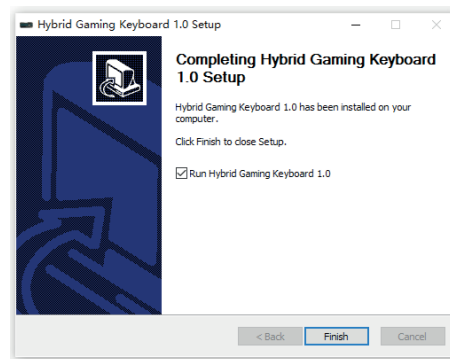 Hybrid Gaming Keyboard 1.0 Setup
Completing Hybrid Gaming Keyboard
1.0 Setup
Hybrid Gaming Keyboard 1.0 has been installed on your
computer.
Click Finish to close Setup.
Run Hybrid Gaming Keyboard 1.0
< Back Finish Cancel